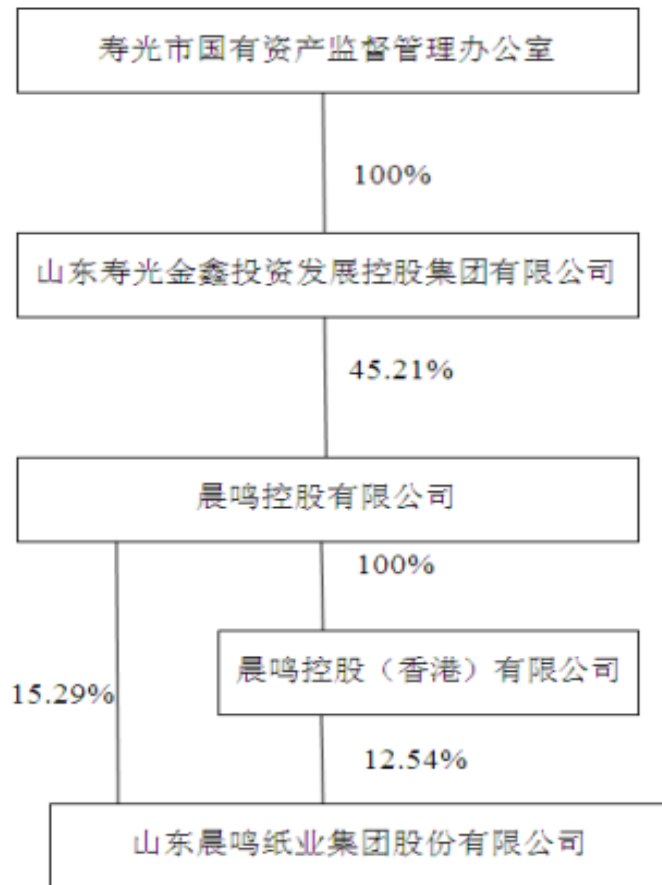 寿光市国有资产监督管理办公室
100%
山东寿光金鑫投资发展控股集团有限公司
45.21%
晨鸣控股有限公司
100%
晨鸣控股（香港）有限公司
15.29%
12.54%
山东晨鸣纸业集团股份有限公司